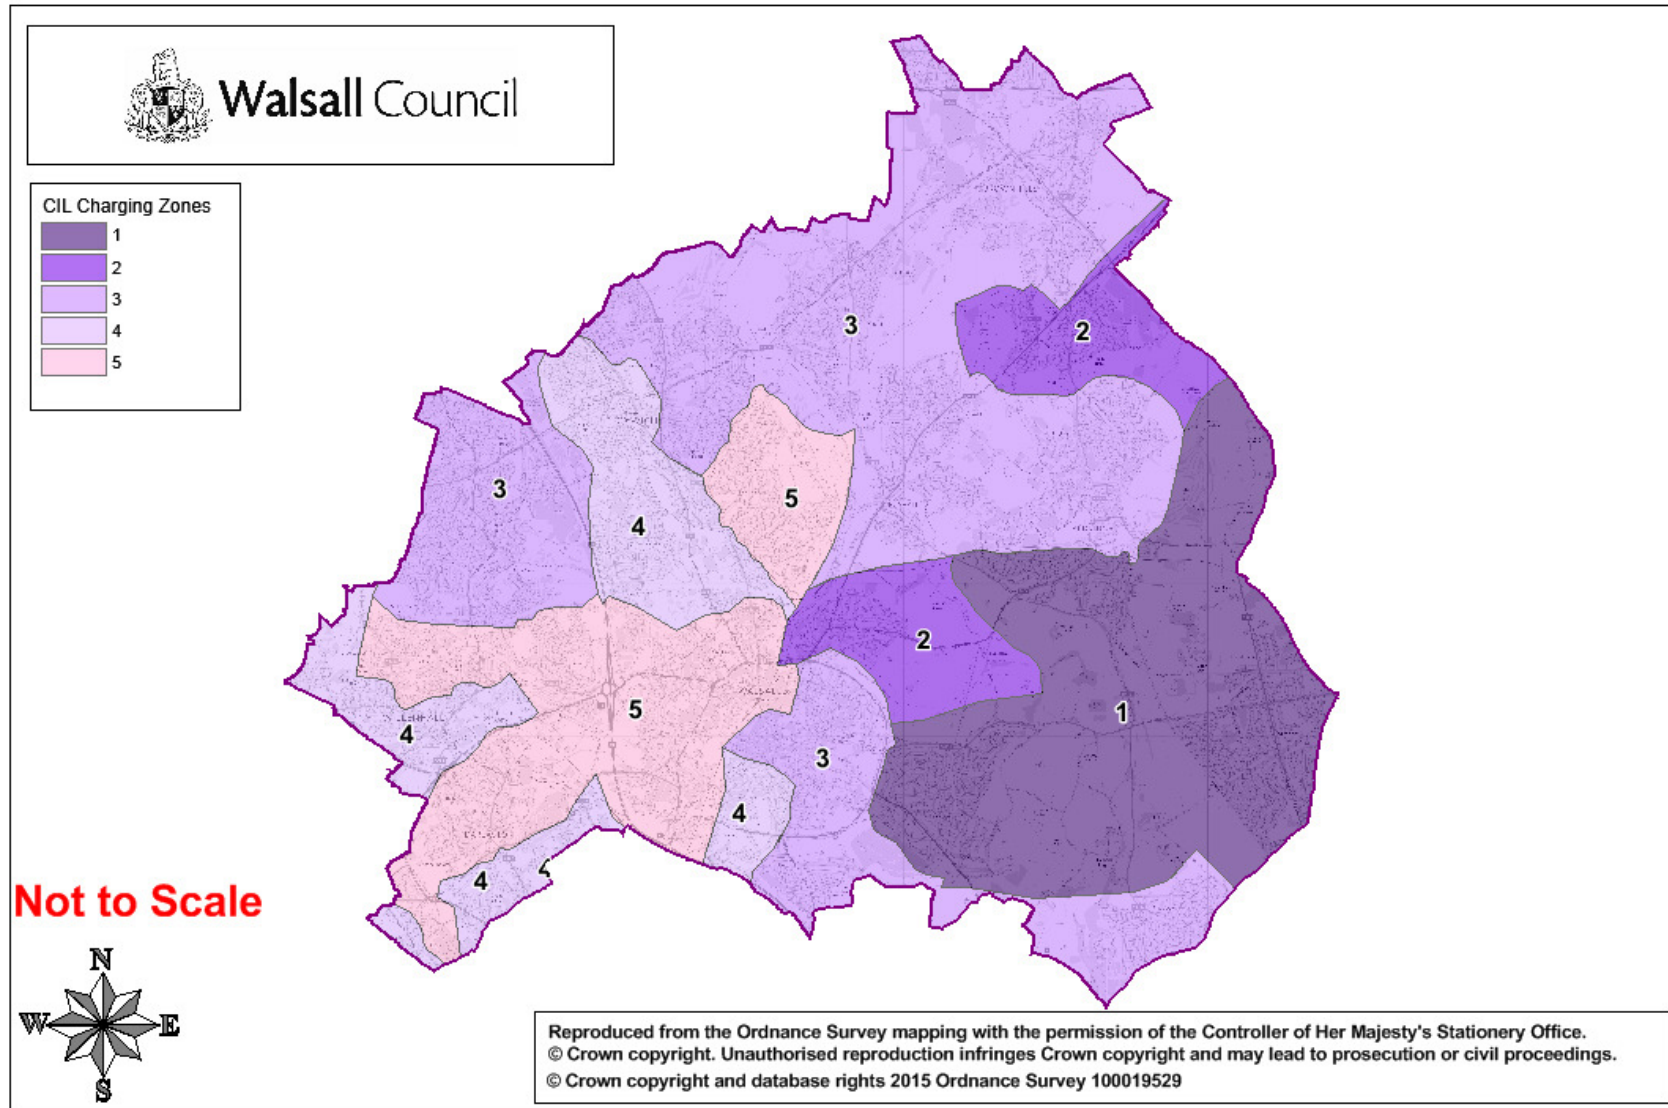 Walsall Council
CIL Charging Zones
1
2
3
4
5
3
2
3
4
5
2
1
5
4
3
4
4
4
WALSALL
Not to Scale
N
W E
S
Reproduced from the Ordnance Survey mapping with the permission of the Controller of Her Majesty's Stationery Office.
© Crown copyright. Unauthorised reproduction infringes Crown copyright and may lead to prosecution or civil proceedings.
© Crown copyright and database rights 2015 Ordnance Survey 100019529